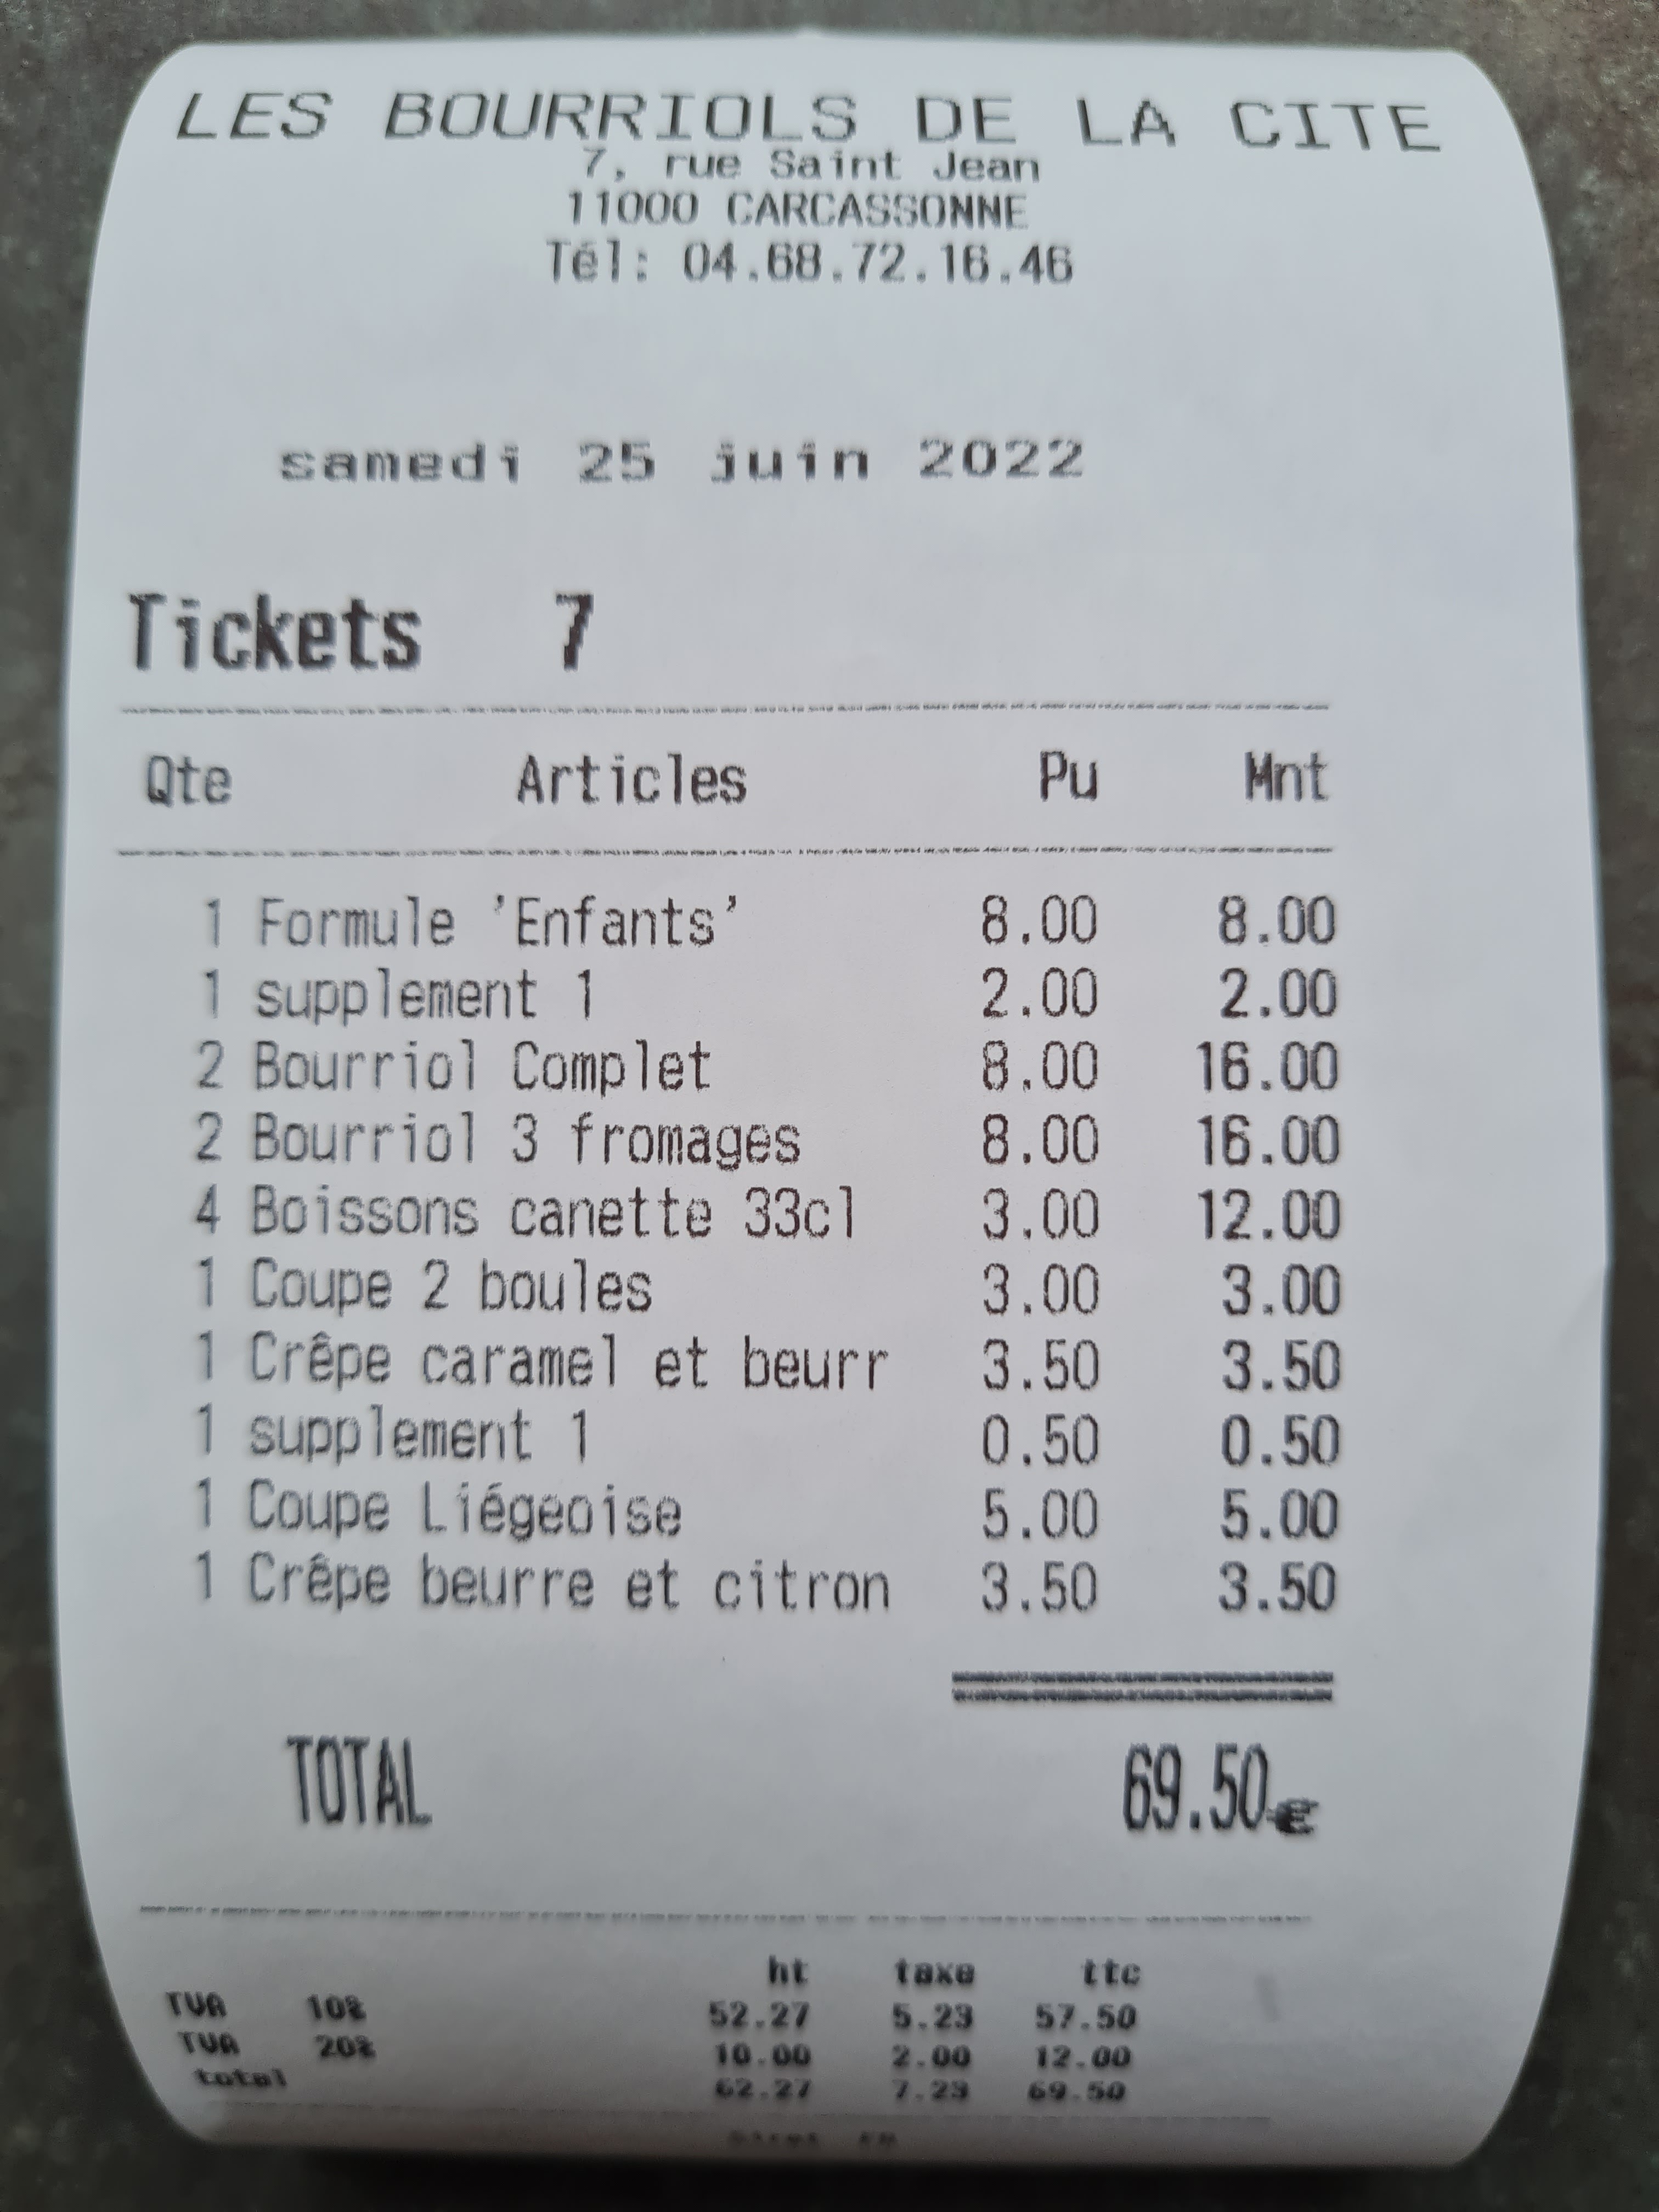 LES BOURRIOLS DE LA CITE
7, rue Saint Jean
11000 CARCASSONNE
Tél: 04.68.72.16.46
samedi 25 juin 2022
Tickets 7
Qte Articles Pu Mnt
1 Formule 'Enfants' 8.00 8.00
1 supplement 1 2.00 2.00
2 Bourriol Complet 8.00 16.00
2 Bourriol 3 fromages 8.00 16.00
4 Boissons canette 33cl 3.00 12.00
1 Coupe 2 boules 3.00 3.00
1 Crêpe caramel et beurr 3.50 3.50
1 supplement 1 0.50 0.50
1 Coupe Liégeoise 5.00 5.00
1 Crêpe beurre et citron 3.50 3.50
TOTAL 69.50€
ht taxe ttc
TVA 10% 52.27 5.23 57.50
TVA 20% 10.00 2.00 12.00
total 62.27 7.23 69.50